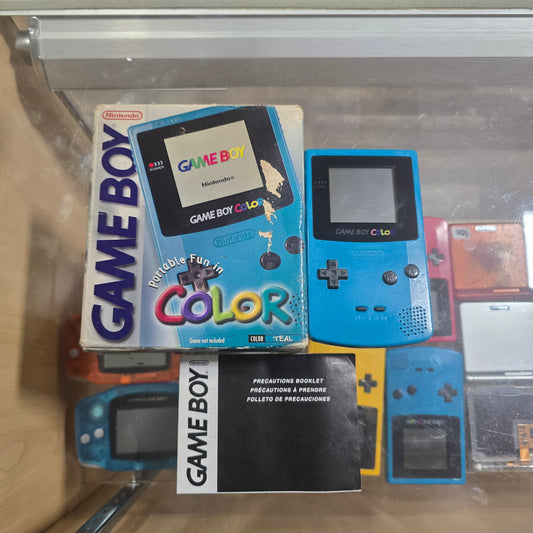 Nintendo
GAME BOY
POWER
GAME BOY
Nintendo®
GAME BOY COLOR
Nintendo
Portable Fun in
COLOR
Game not included
COLOR TEAL
GAME BOY COLOR
Nintendo
GAME BOY
PRECAUTIONS BOOKLET
PRÉCAUTIONS À PRENDRE
FOLLETO DE PRECAUCIONES